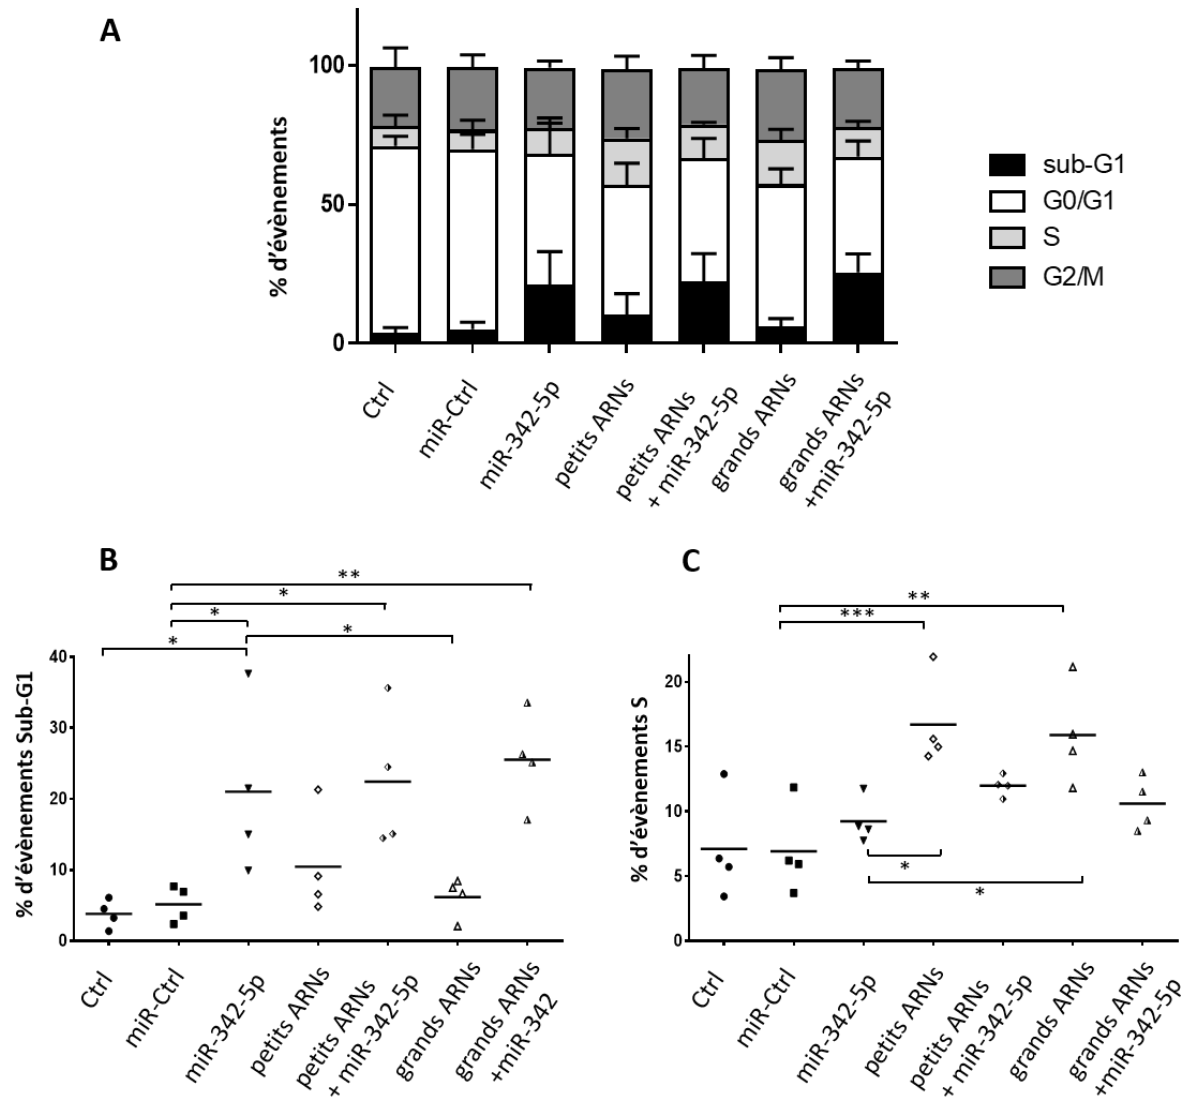 A
% d'évènements
100
50
0
Ctrl
miR-Ctrl
miR-342-5p
petits ARNs
petits ARNs
+ miR-342-5p
grands ARNs
grands ARNs
+miR-342-5p
sub-G1
G0/G1
S
G2/M
B
% d'évènements Sub-G1
40
30
20
10
0
**
*
*
*
*
Ctrl
miR-Ctrl
miR-342-5p
petits ARNs
petits ARNs
+ miR-342-5p
grands ARNs
grands ARNs
+miR-342
C
% d'évènements S
20
15
10
5
0
**
***
*
*
Ctrl
miR-Ctrl
miR-342-5p
petits ARNs
petits ARNs
+ miR-342-5p
grands ARNs
grands ARNs
+miR-342-5p